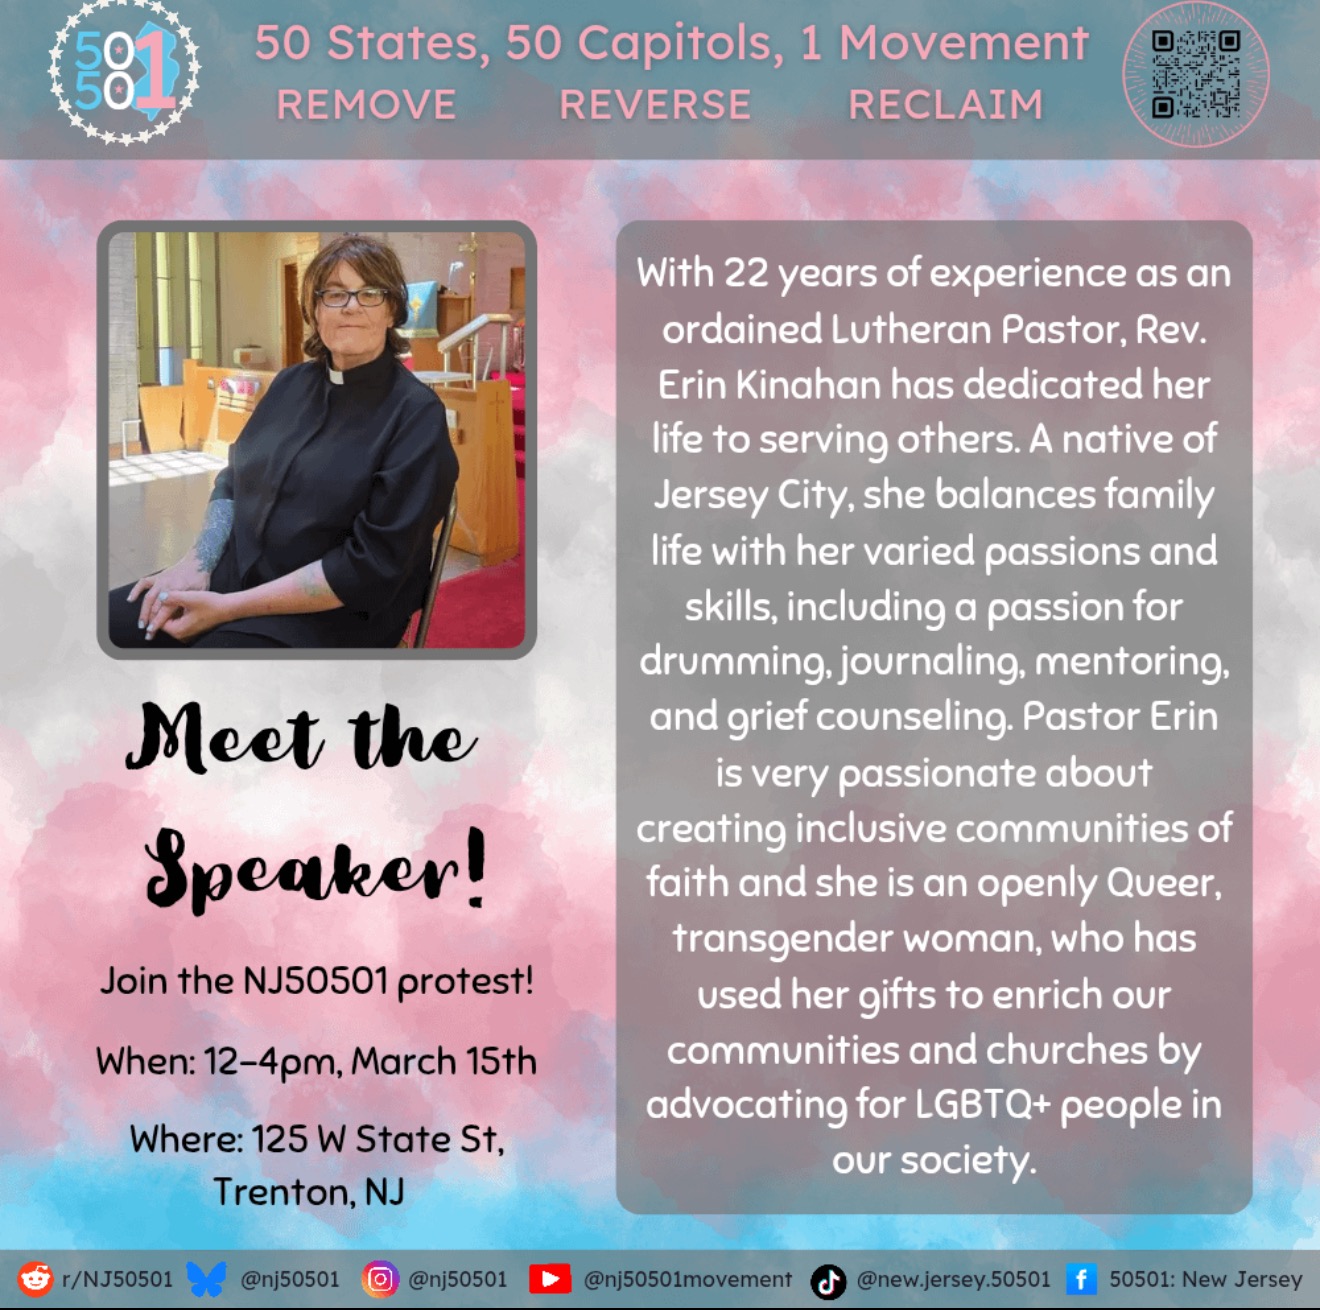 50
501
50 States, 50 Capitols, 1 Movement
REMOVE REVERSE RECLAIM
Meet the
Speaker!
Join the NJ50501 protest!
When: 12-4pm, March 15th
Where: 125 W State St,
Trenton, NJ
With 22 years of experience as an
ordained Lutheran Pastor, Rev.
Erin Kinahan has dedicated her
life to serving others. A native of
Jersey City, she balances family
life with her varied passions and
skills, including a passion for
drumming, journaling, mentoring,
and grief counseling. Pastor Erin
is very passionate about
creating inclusive communities of
faith and she is an openly Queer,
transgender woman, who has
used her gifts to enrich our
communities and churches by
advocating for LGBTQ+ people in
our society.
r/NJ50501 @nj50501 @nj50501 @nj50501movement @new.jersey.50501 50501: New Jersey